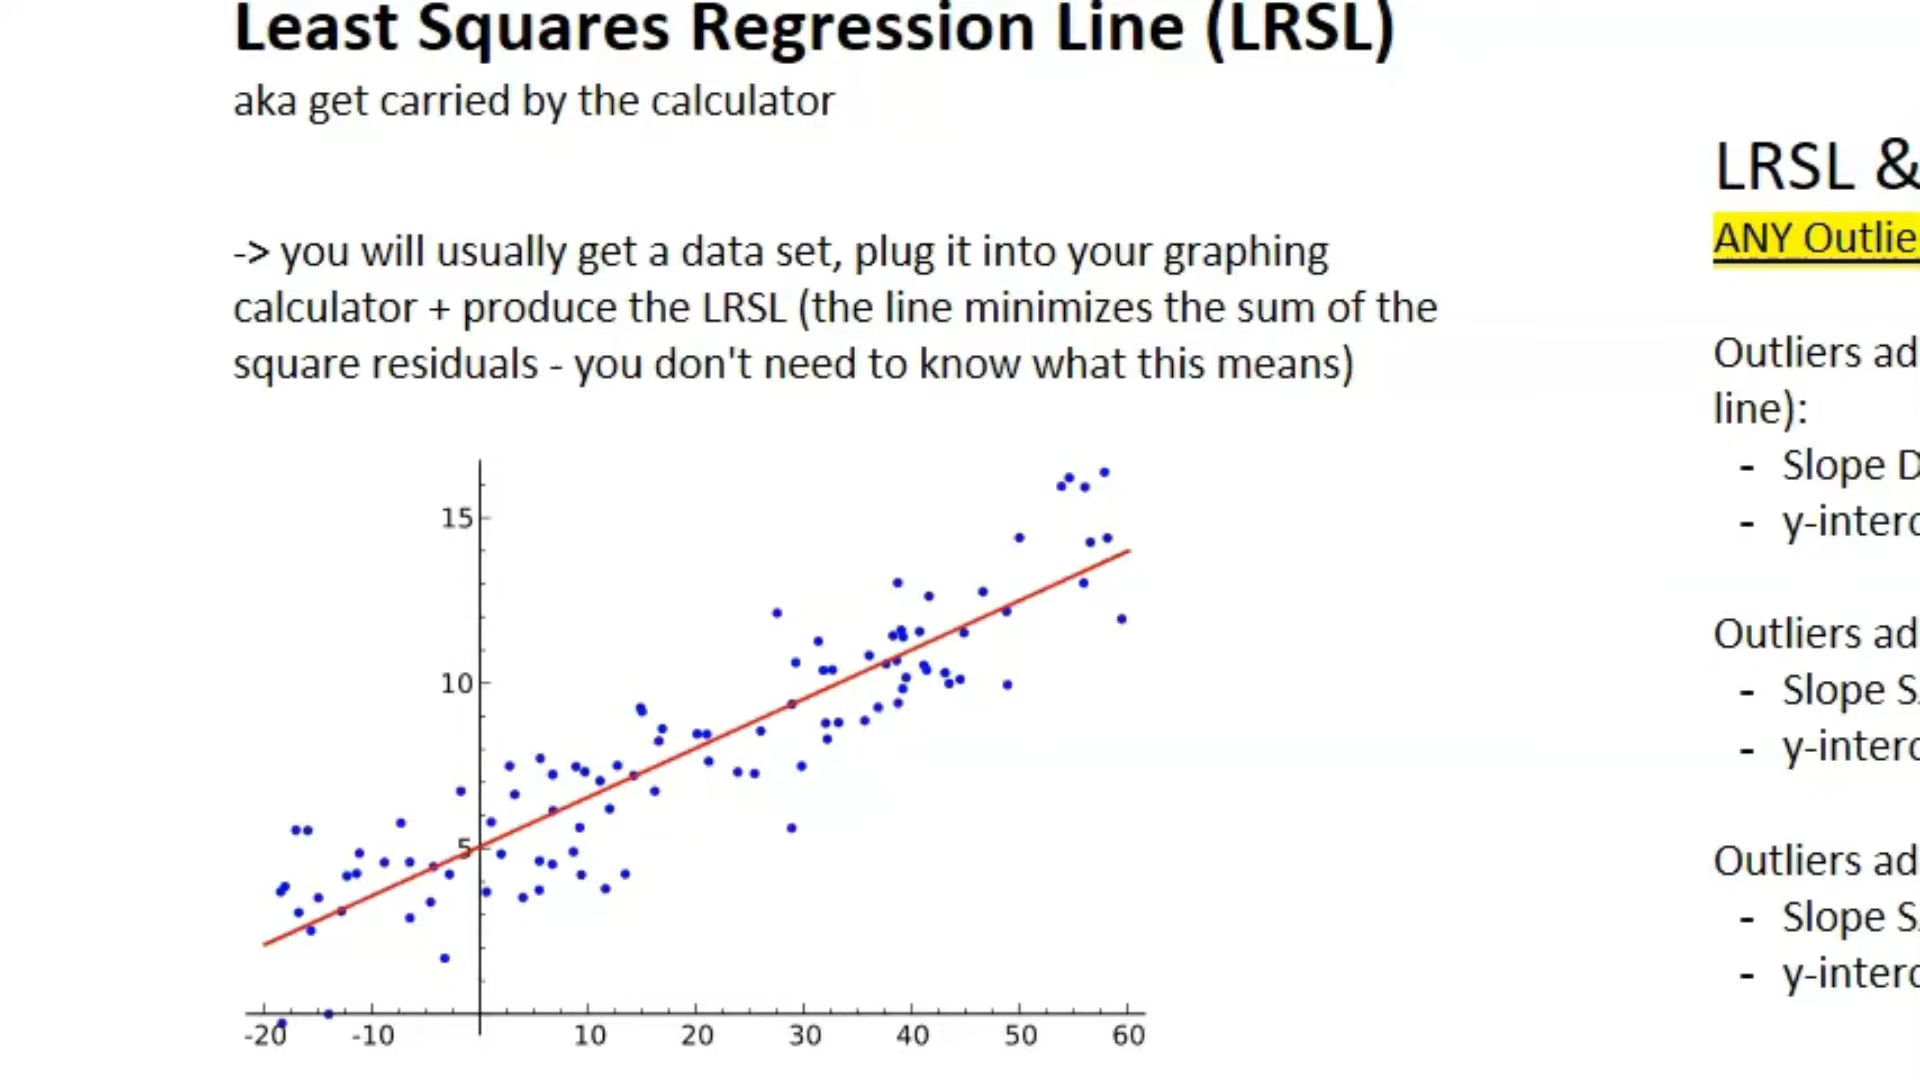 Least Squares Regression Line (LRSL)
aka get carried by the calculator
-> you will usually get a data set, plug it into your graphing
calculator + produce the LRSL (the line minimizes the sum of the
square residuals - you don't need to know what this means)
15
10
5
-20 -10 10 20 30 40 50 60
LRSL &
ANY Outlie
Outliers ad
line):
- Slope D
- y-interc
Outliers ad
- Slope S
- y-interc
Outliers ad
- Slope S
- y-interc